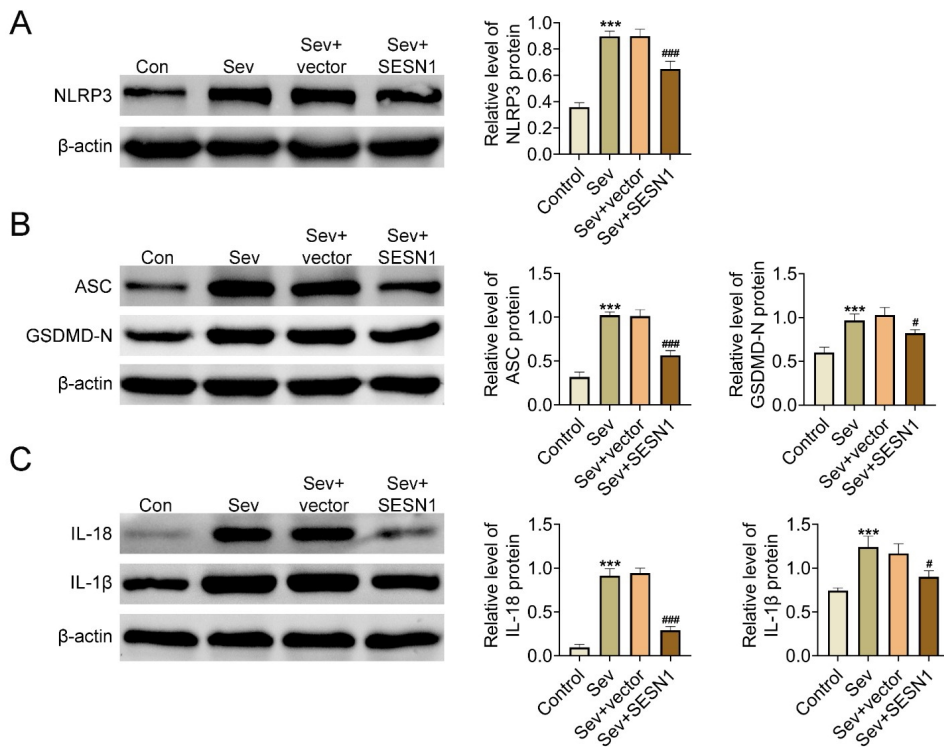 A
Con
Sev
Sev+
vector
Sev+
SESN1
NLRP3
β-actin
Relative level of
NLRP3 protein
1.0
0.8
0.6
0.4
0.2
0.0
***
###
Control
Sev
Sev+vector
Sev+SESN1
B
Con
Sev
Sev+
vector
Sev+
SESN1
ASC
GSDMD-N
β-actin
Relative level of
ASC protein
1.5
1.0
0.5
0.0
***
###
Control
Sev
Sev+vector
Sev+SESN1
Relative level of
GSDMD-N protein
1.5
1.0
0.5
0.0
***
#
Control
Sev
Sev+vector
Sev+SESN1
C
Con
Sev
Sev+
vector
Sev+
SESN1
IL-18
IL-1β
β-actin
Relative level of
IL-18 protein
1.5
1.0
0.5
0.0
***
###
Control
Sev
Sev+vector
Sev+SESN1
Relative level of
IL-1β protein
1.5
1.0
0.5
0.0
***
#
Control
Sev
Sev+vector
Sev+SESN1